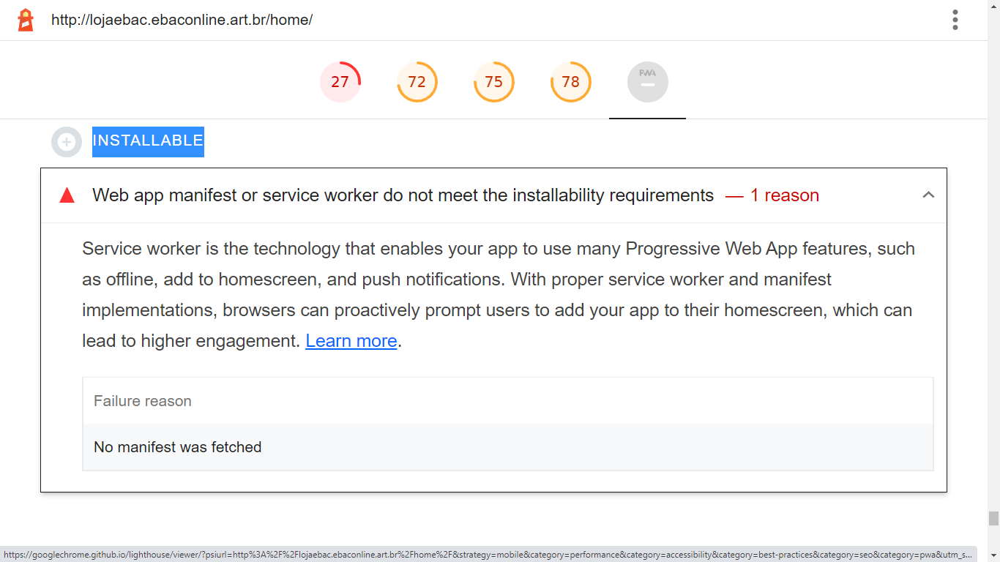 http://lojaebac.ebaconline.art.br/home/
27 72 75 78 PWA
INSTALLABLE
Web app manifest or service worker do not meet the installability requirements — 1 reason
Service worker is the technology that enables your app to use many Progressive Web App features, such
as offline, add to homescreen, and push notifications. With proper service worker and manifest
implementations, browsers can proactively prompt users to add your app to their homescreen, which can
lead to higher engagement. Learn more.
Failure reason
No manifest was fetched
https://googlechrome.github.io/lighthouse/viewer/?psiurl=http%3A%2F%2Flojaebac.ebaconline.art.br%2Fhome%2F&strategy=mobile&category=performance&category=accessibility&category=best-practices&category=seo&category=pwa&utm_s...